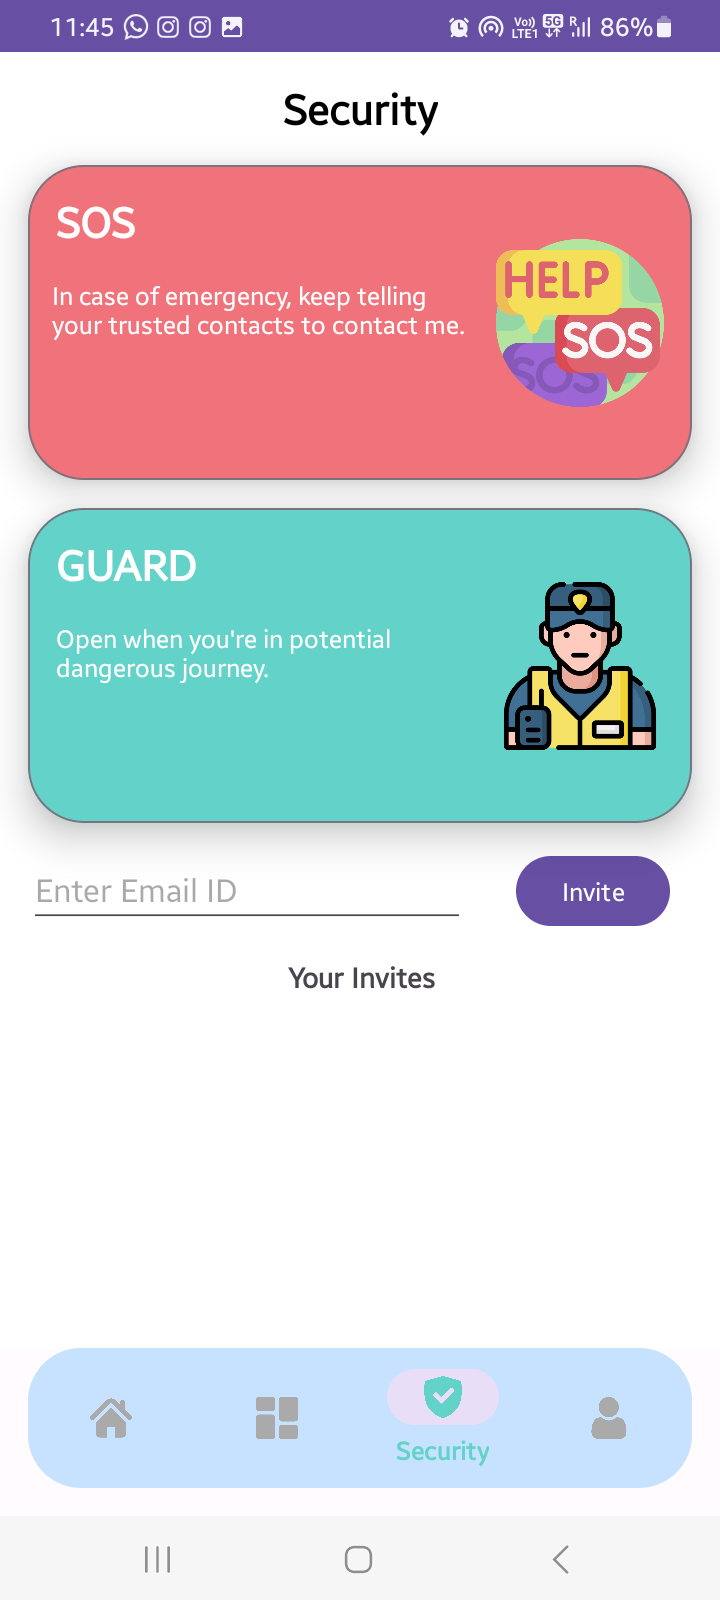 11:45 Vo)) LTE1 5G R 86%
Security
SOS
In case of emergency, keep telling
your trusted contacts to contact me.
HELP
SOS
SOS
GUARD
Open when you're in potential
dangerous journey.
Enter Email ID
Invite
Your Invites
Security